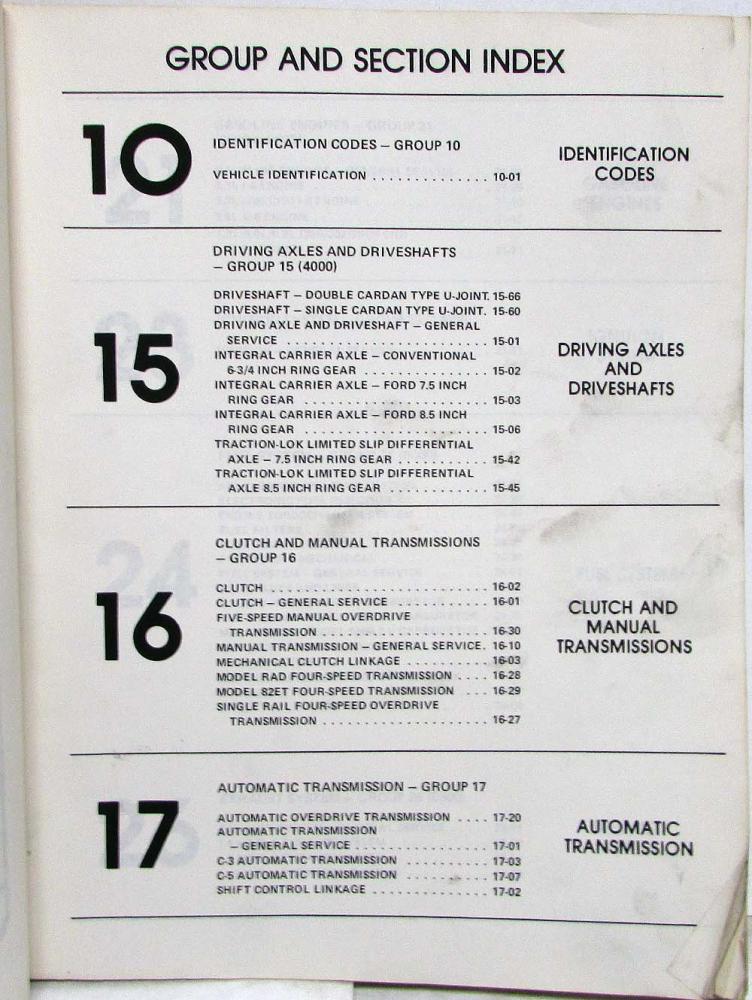 GROUP AND SECTION INDEX
10
IDENTIFICATION CODES – GROUP 10
VEHICLE IDENTIFICATION . . . . . . . . . . . . . . 10-01
IDENTIFICATION
CODES
15
DRIVING AXLES AND DRIVESHAFTS
– GROUP 15 (4000)
DRIVESHAFT – DOUBLE CARDAN TYPE U-JOINT. 15-66
DRIVESHAFT – SINGLE CARDAN TYPE U-JOINT. 15-60
DRIVING AXLE AND DRIVESHAFT – GENERAL
SERVICE . . . . . . . . . . . . . . . . . . . . . . . . 15-01
INTEGRAL CARRIER AXLE – CONVENTIONAL
6-3/4 INCH RING GEAR . . . . . . . . . . . . . . . 15-02
INTEGRAL CARRIER AXLE – FORD 7.5 INCH
RING GEAR . . . . . . . . . . . . . . . . . . . . . . 15-03
INTEGRAL CARRIER AXLE – FORD 8.5 INCH
RING GEAR . . . . . . . . . . . . . . . . . . . . . . 15-06
TRACTION-LOK LIMITED SLIP DIFFERENTIAL
AXLE – 7.5 INCH RING GEAR . . . . . . . . . . . 15-42
TRACTION-LOK LIMITED SLIP DIFFERENTIAL
AXLE 8.5 INCH RING GEAR . . . . . . . . . . . . 15-45
DRIVING AXLES
AND
DRIVESHAFTS
16
CLUTCH AND MANUAL TRANSMISSIONS
– GROUP 16
CLUTCH . . . . . . . . . . . . . . . . . . . . . . . . . . 16-02
CLUTCH – GENERAL SERVICE . . . . . . . . . . . 16-01
FIVE-SPEED MANUAL OVERDRIVE
TRANSMISSION . . . . . . . . . . . . . . . . . . . . 16-30
MANUAL TRANSMISSION – GENERAL SERVICE. 16-10
MECHANICAL CLUTCH LINKAGE . . . . . . . . . . 16-03
MODEL RAD FOUR-SPEED TRANSMISSION . . . . 16-28
MODEL 82ET FOUR-SPEED TRANSMISSION . . . 16-29
SINGLE RAIL FOUR-SPEED OVERDRIVE
TRANSMISSION . . . . . . . . . . . . . . . . . . . . 16-27
CLUTCH AND
MANUAL
TRANSMISSIONS
17
AUTOMATIC TRANSMISSION – GROUP 17
AUTOMATIC OVERDRIVE TRANSMISSION . . . . 17-20
AUTOMATIC TRANSMISSION
– GENERAL SERVICE . . . . . . . . . . . . . . . . . 17-01
C-3 AUTOMATIC TRANSMISSION . . . . . . . . . . . 17-03
C-5 AUTOMATIC TRANSMISSION . . . . . . . . . . . 17-07
SHIFT CONTROL LINKAGE . . . . . . . . . . . . . . 17-02
AUTOMATIC
TRANSMISSION